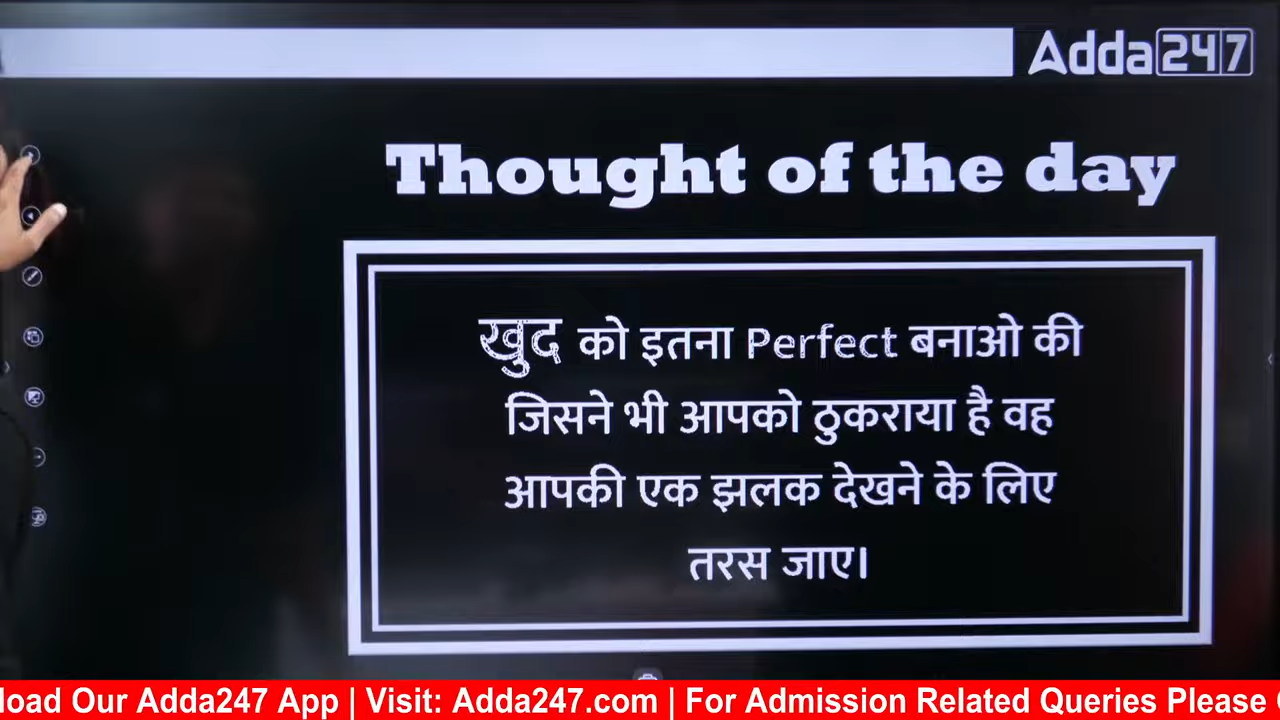 Adda247
Thought of the day
खुद को इतना Perfect बनाओ की
जिसने भी आपको ठुकराया है वह
आपकी एक झलक देखने के लिए
तरस जाए।
load Our Adda247 App | Visit: Adda247.com | For Admission Related Queries Please